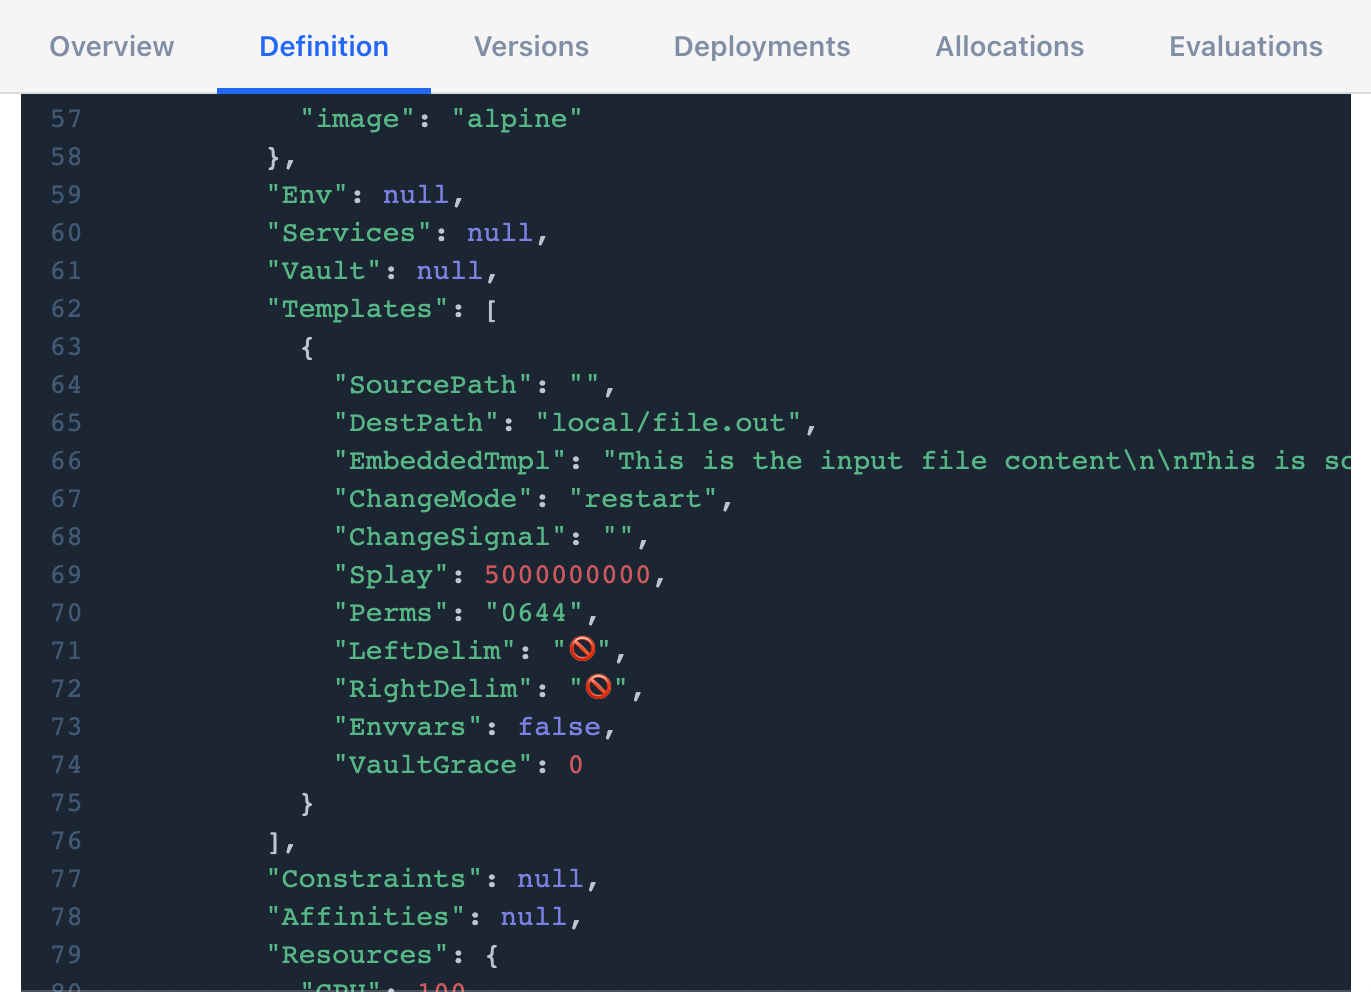 Overview Definition Versions Deployments Allocations Evaluations
57 "image": "alpine"
58 },
59 "Env": null,
60 "Services": null,
61 "Vault": null,
62 "Templates": [
63 {
64 "SourcePath": "",
65 "DestPath": "local/file.out",
66 "EmbeddedTmpl": "This is the input file content\n\nThis is
67 "ChangeMode": "restart",
68 "ChangeSignal": "",
69 "Splay": 5000000000,
70 "Perms": "0644",
71 "LeftDelim": "🚫",
72 "RightDelim": "🚫",
73 "Envvars": false,
74 "VaultGrace": 0
75 }
76 ],
77 "Constraints": null,
78 "Affinities": null,
79 "Resources": {
80 "CPU": 100